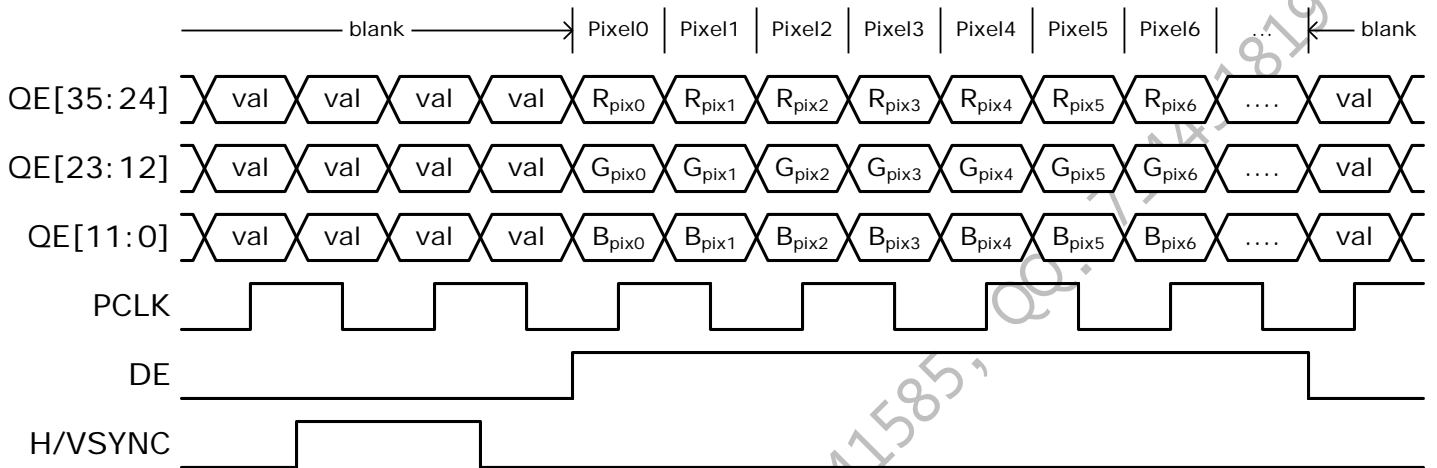 blank Pixel0 Pixel1 Pixel2 Pixel3 Pixel4 Pixel5 Pixel6 ... blank
QE[35:24] val val val val Rpix0 Rpix1 Rpix2 Rpix3 Rpix4 Rpix5 Rpix6 .... val
QE[23:12] val val val val Gpix0 Gpix1 Gpix2 Gpix3 Gpix4 Gpix5 Gpix6 .... val
QE[11:0] val val val val Bpix0 Bpix1 Bpix2 Bpix3 Bpix4 Bpix5 Bpix6 .... val
PCLK
DE
H/VSYNC
41585, QQ: